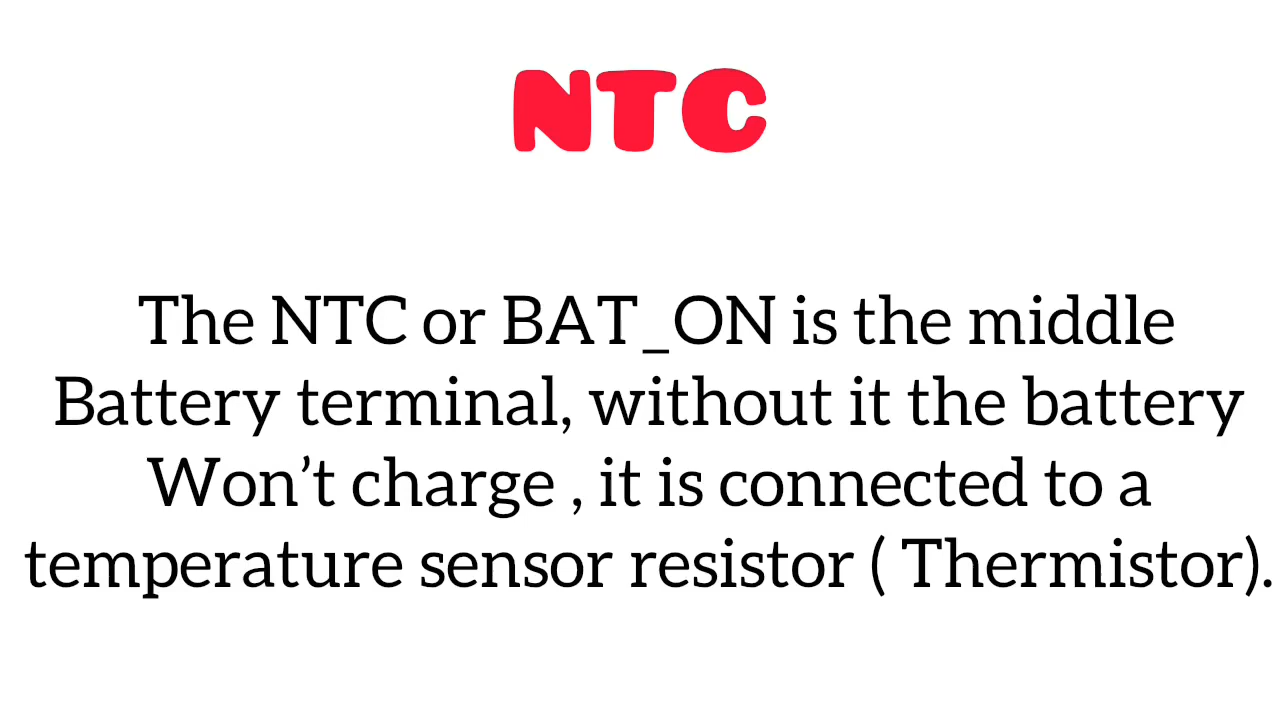 NTC
The NTC or BAT_ON is the middle
Battery terminal, without it the battery
Won’t charge , it is connected to a
temperature sensor resistor ( Thermistor).